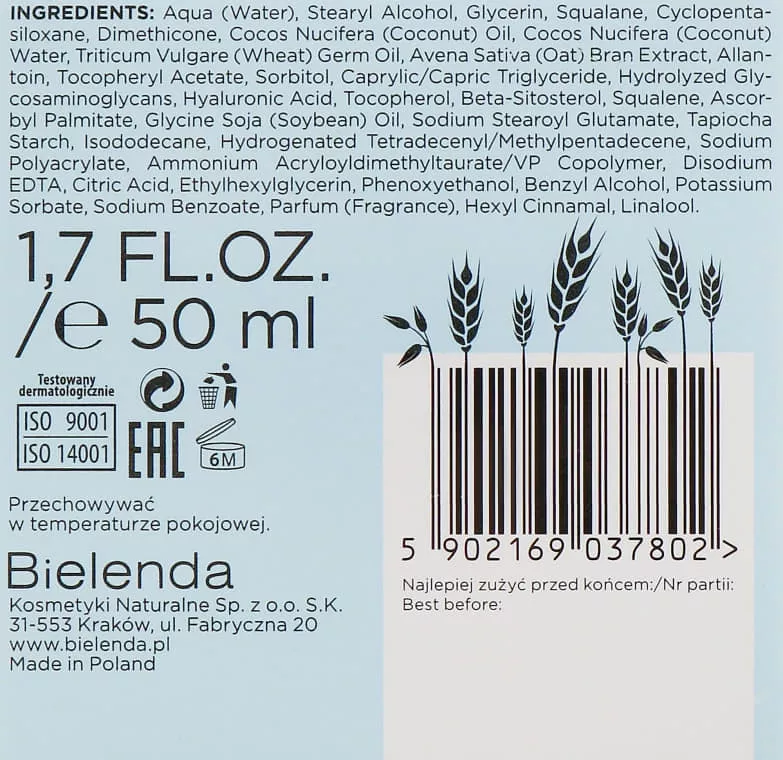 INGREDIENTS: Aqua (Water), Stearyl Alcohol, Glycerin, Squalane, Cyclopenta-
siloxane, Dimethicone, Cocos Nucifera (Coconut) Oil, Cocos Nucifera (Coconut)
Water, Triticum Vulgare (Wheat) Germ Oil, Avena Sativa (Oat) Bran Extract, Allan-
toin, Tocopheryl Acetate, Sorbitol, Caprylic/Capric Triglyceride, Hydrolyzed Gly-
cosaminoglycans, Hyaluronic Acid, Tocopherol, Beta-Sitosterol, Squalene, Ascor-
byl Palmitate, Glycine Soja (Soybean) Oil, Sodium Stearoyl Glutamate, Tapiocha
Starch, Isododecane, Hydrogenated Tetradecenyl/Methylpentadecene, Sodium
Polyacrylate, Ammonium Acryloyldimethyltaurate/VP Copolymer, Disodium
EDTA, Citric Acid, Ethylhexylglycerin, Phenoxyethanol, Benzyl Alcohol, Potassium
Sorbate, Sodium Benzoate, Parfum (Fragrance), Hexyl Cinnamal, Linalool.
1,7 FL.OZ.
/℮ 50 ml
Testowany
dermatologicznie
ISO 9001
ISO 14001
EAC
6M
Przechowywać
w temperaturze pokojowej.
Bielenda
Kosmetyki Naturalne Sp. z o.o. S.K.
31-553 Kraków, ul. Fabryczna 20
www.bielenda.pl
Made in Poland
5 902169 037802 >
Najlepiej zużyć przed końcem:/Nr partii:
Best before: